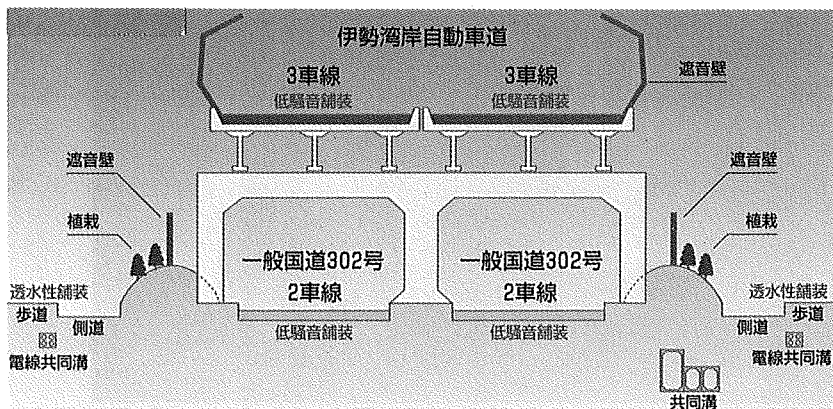 伊勢湾岸自動車道
3車線
3車線
低騒音舗装
低騒音舗装
遮音壁
遮音壁
遮音壁
植栽
植栽
一般国道302号
一般国道302号
2車線
2車線
透水性舗装
透水性舗装
歩道
歩道
側道
側道
低騒音舗装
低騒音舗装
電線共同溝
電線共同溝
共同溝